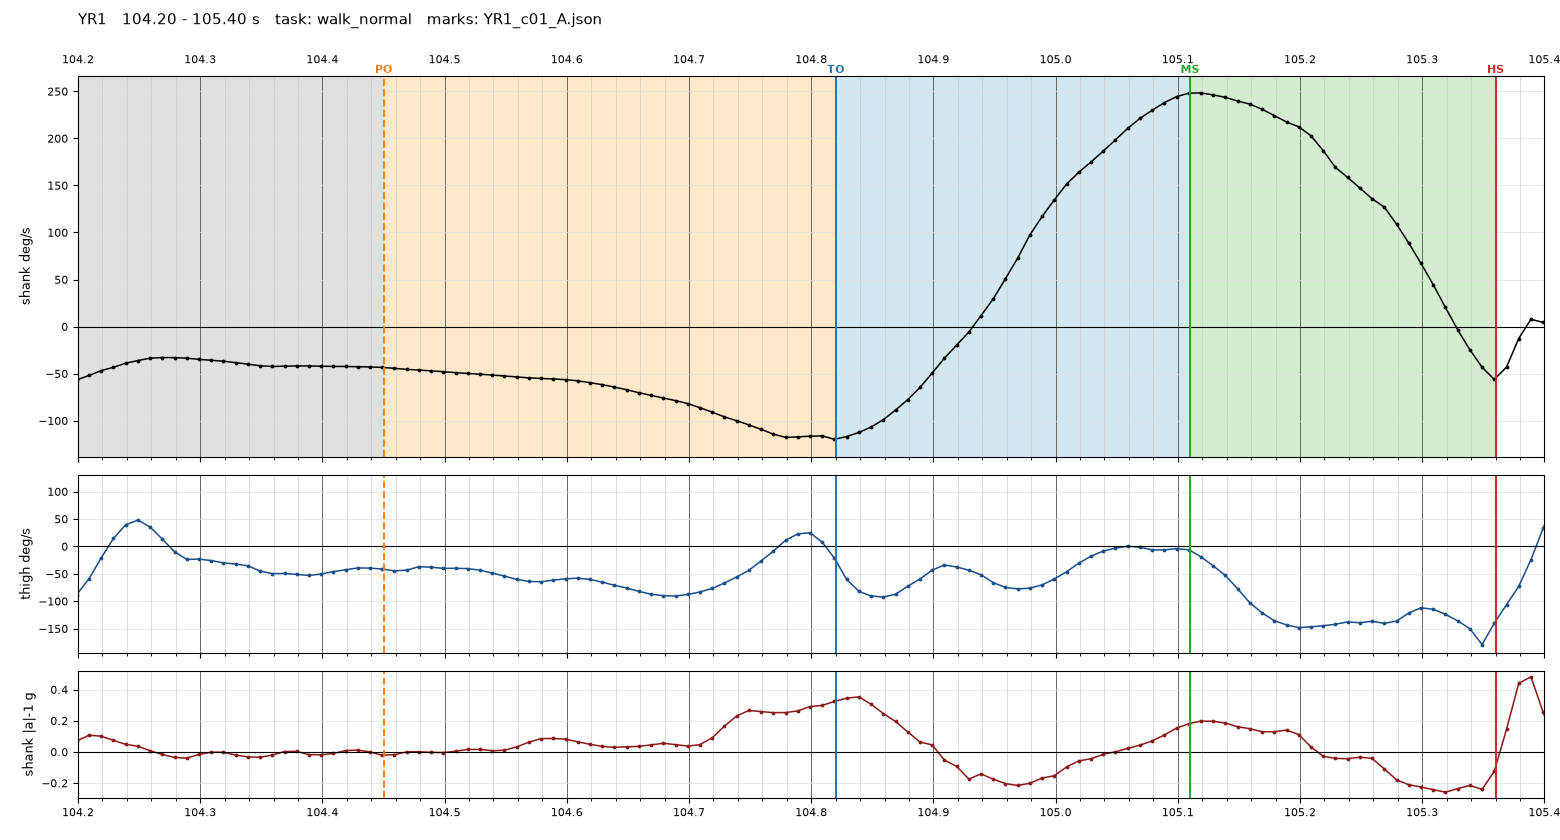 YR1   104.20 - 105.40 s   task: walk_normal   marks: YR1_c01_A.json
104.2 104.3 104.4 104.5 104.6 104.7 104.8 104.9 105.0 105.1 105.2 105.3 105.4
PO TO MS HS
250
200
150
100
50
0
−50
−100
shank deg/s
100
50
0
−50
−100
−150
thigh deg/s
0.4
0.2
0.0
−0.2
shank |a|-1 g
104.2 104.3 104.4 104.5 104.6 104.7 104.8 104.9 105.0 105.1 105.2 105.3 105.4